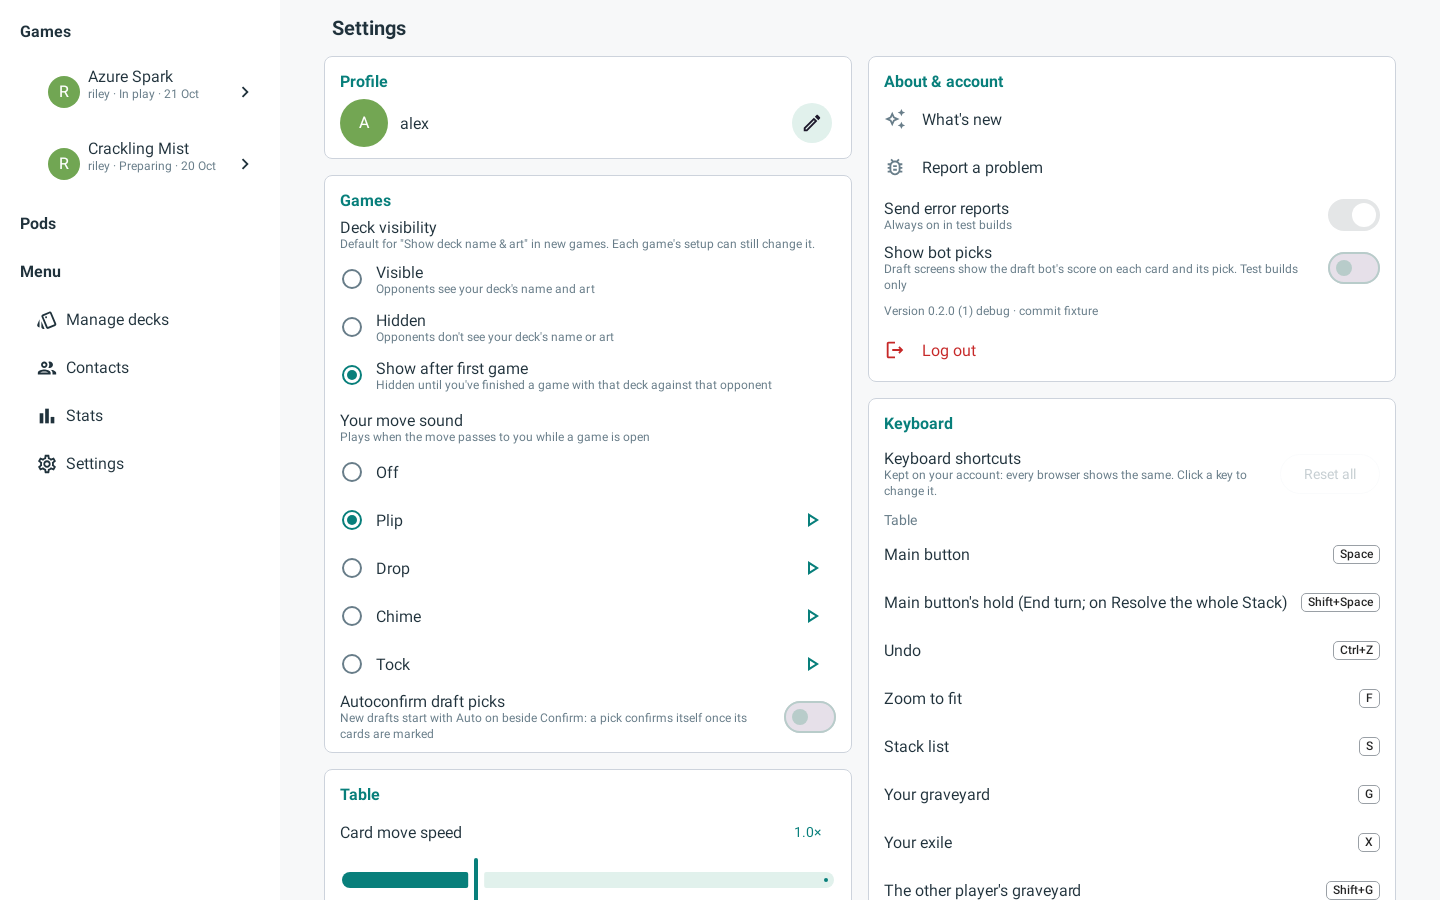 Games
R
Azure Spark
riley · In play · 21 Oct
R
Crackling Mist
riley · Preparing · 20 Oct
Pods
Menu
Manage decks
Contacts
Stats
Settings
Settings
Profile
A
alex
Games
Deck visibility
Default for "Show deck name & art" in new games. Each game's setup can still change it.
Visible
Opponents see your deck's name and art
Hidden
Opponents don't see your deck's name or art
Show after first game
Hidden until you've finished a game with that deck against that opponent
Your move sound
Plays when the move passes to you while a game is open
Off
Plip
Drop
Chime
Tock
Autoconfirm draft picks
New drafts start with Auto on beside Confirm: a pick confirms itself once its
cards are marked
Table
Card move speed
1.0×
About & account
What's new
Report a problem
Send error reports
Always on in test builds
Show bot picks
Draft screens show the draft bot's score on each card and its pick. Test builds
only
Version 0.2.0 (1) debug · commit fixture
Log out
Keyboard
Keyboard shortcuts
Kept on your account: every browser shows the same. Click a key to
change it.
Reset all
Table
Main button
Space
Main button's hold (End turn; on Resolve the whole Stack)
Shift+Space
Undo
Ctrl+Z
Zoom to fit
F
Stack list
S
Your graveyard
G
Your exile
X
The other player's graveyard
Shift+G